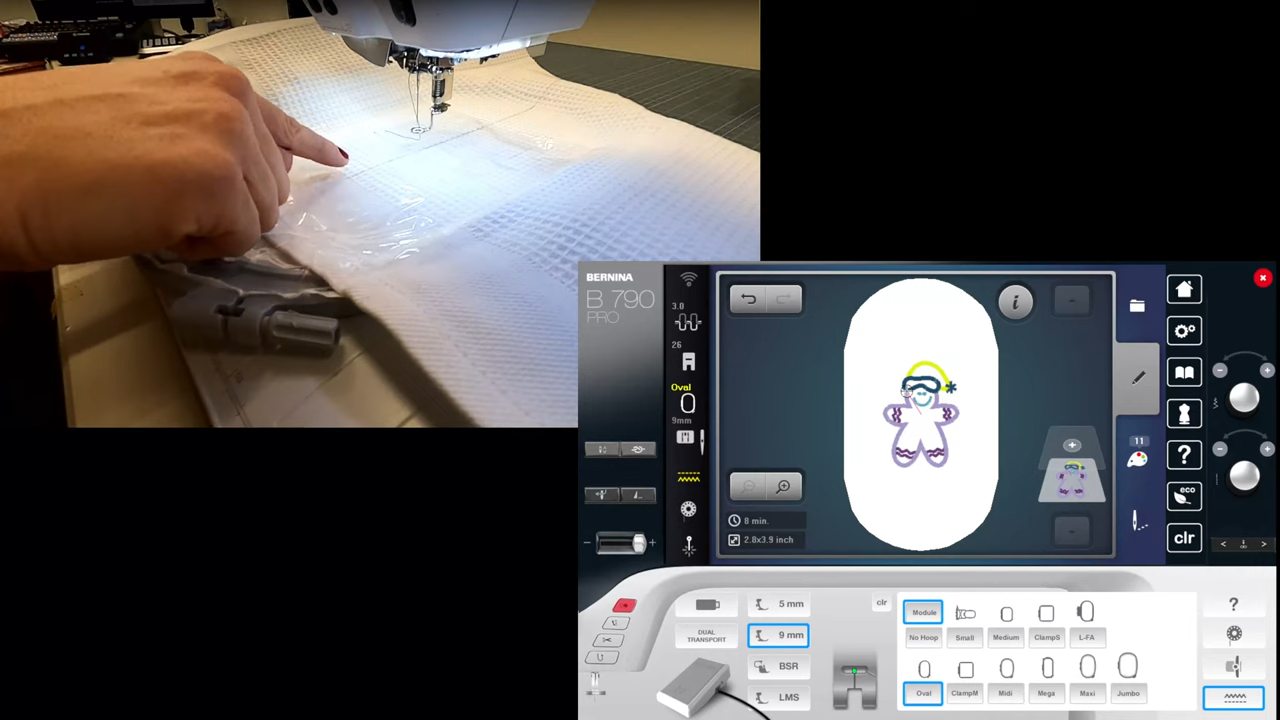 BERNINA
B 790
PRO
3.0
26
Oval
9mm
i
8 min.
2.8x3.9 inch
11
?
eco
clr
5 mm
DUAL
TRANSPORT
9 mm
BSR
LMS
clr
Module
No Hoop
Small
Medium
ClampS
L-FA
Oval
ClampM
Midi
Mega
Maxi
Jumbo
?